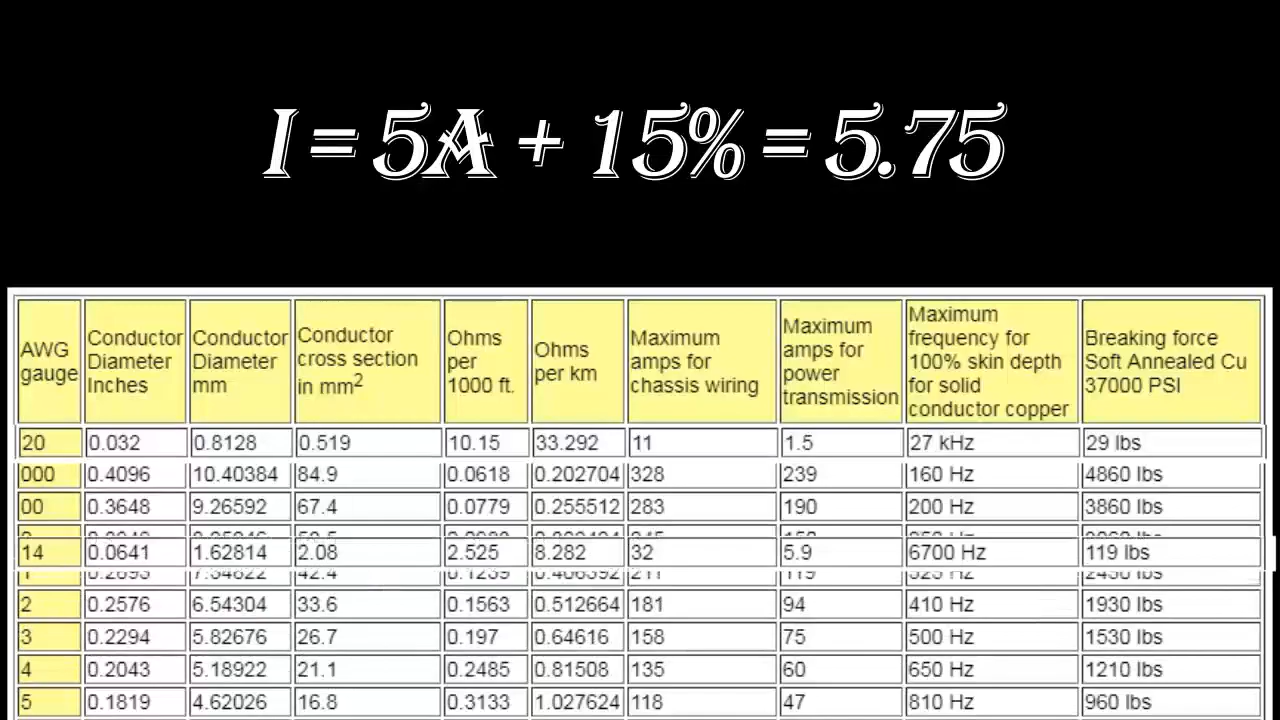 I = 5A + 15% = 5.75
AWG gauge Conductor Diameter Inches Conductor Diameter mm Conductor cross section in mm2 Ohms per 1000 ft. Ohms per km Maximum amps for chassis wiring Maximum amps for power transmission Maximum frequency for 100% skin depth for solid conductor copper Breaking force Soft Annealed Cu 37000 PSI
20 0.032 0.8128 0.519 10.15 33.292 11 1.5 27 kHz 29 lbs
000 0.4096 10.40384 84.9 0.0618 0.202704 328 239 160 Hz 4860 lbs
00 0.3648 9.26592 67.4 0.0779 0.255512 283 190 200 Hz 3860 lbs
14 0.0641 1.62814 2.08 2.525 8.282 32 5.9 6700 Hz 119 lbs
2 0.2576 6.54304 33.6 0.1563 0.512664 181 94 410 Hz 1930 lbs
3 0.2294 5.82676 26.7 0.197 0.64616 158 75 500 Hz 1530 lbs
4 0.2043 5.18922 21.1 0.2485 0.81508 135 60 650 Hz 1210 lbs
5 0.1819 4.62026 16.8 0.3133 1.027624 118 47 810 Hz 960 lbs